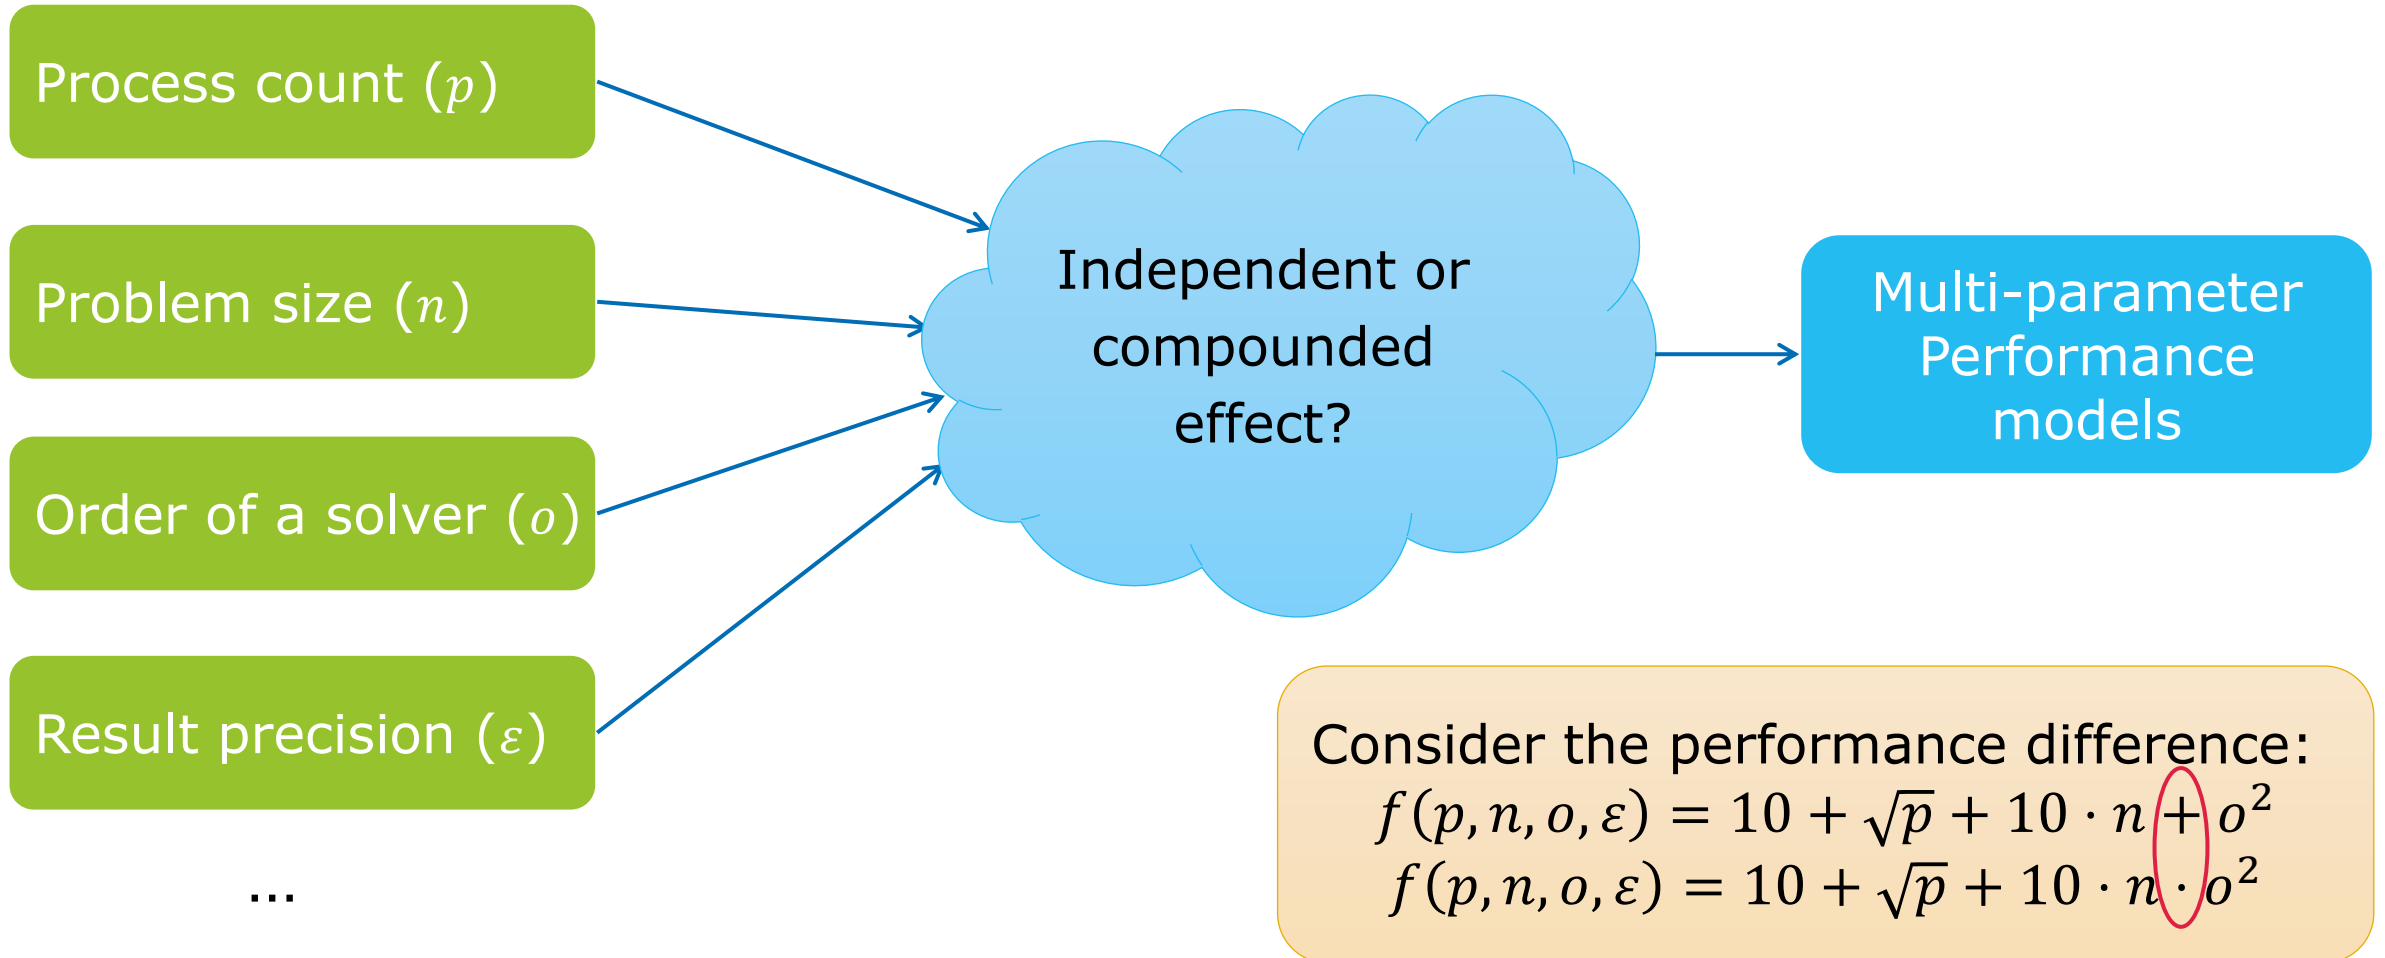 Process count (𝑝)
Problem size (𝑛)
Order of a solver (𝑜)
Result precision (𝜀)
...
Independent or
compounded
effect?
Multi-parameter
Performance
models
Consider the performance difference:
𝑓(𝑝, 𝑛, 𝑜, 𝜀) = 10 + √𝑝 + 10 · 𝑛 + 𝑜²
𝑓(𝑝, 𝑛, 𝑜, 𝜀) = 10 + √𝑝 + 10 · 𝑛 · 𝑜²